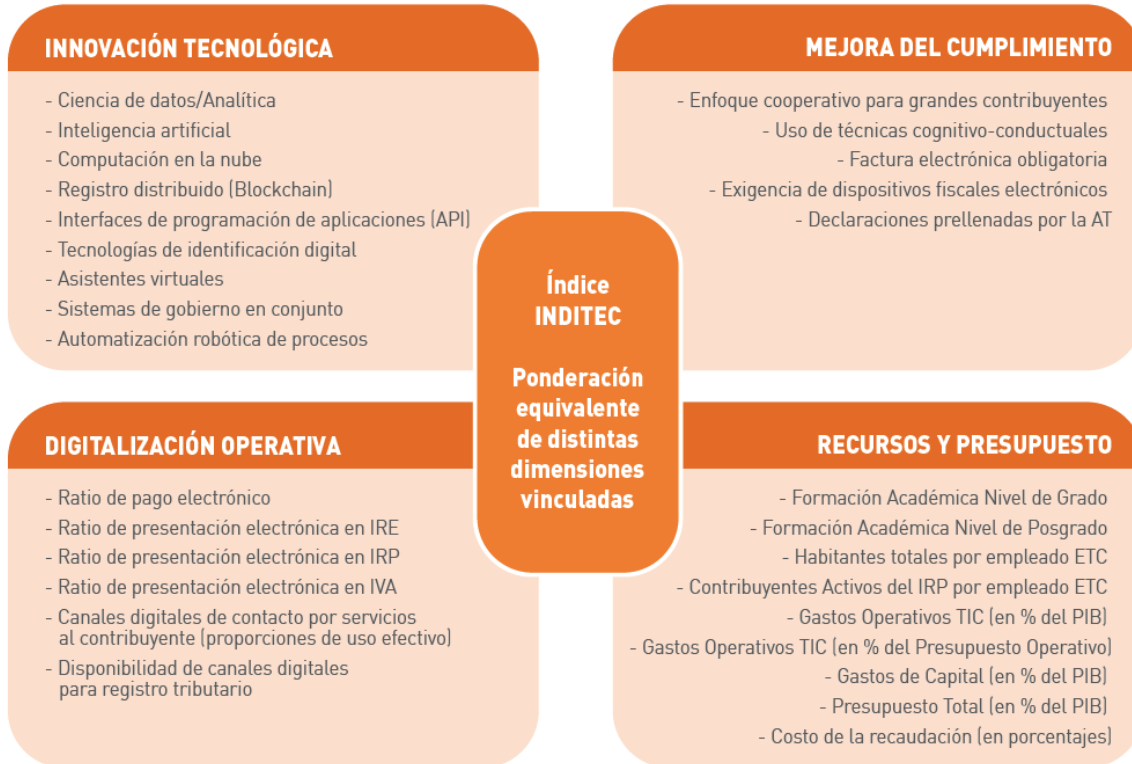 INNOVACIÓN TECNOLÓGICA
- Ciencia de datos/Analítica
- Inteligencia artificial
- Computación en la nube
- Registro distribuido (Blockchain)
- Interfaces de programación de aplicaciones (API)
- Tecnologías de identificación digital
- Asistentes virtuales
- Sistemas de gobierno en conjunto
- Automatización robótica de procesos
MEJORA DEL CUMPLIMIENTO
- Enfoque cooperativo para grandes contribuyentes
- Uso de técnicas cognitivo-conductuales
- Factura electrónica obligatoria
- Exigencia de dispositivos fiscales electrónicos
- Declaraciones prellenadas por la AT
Índice
INDITEC
Ponderación
equivalente
de distintas
dimensiones
vinculadas
DIGITALIZACIÓN OPERATIVA
- Ratio de pago electrónico
- Ratio de presentación electrónica en IRE
- Ratio de presentación electrónica en IRP
- Ratio de presentación electrónica en IVA
- Canales digitales de contacto por servicios
al contribuyente (proporciones de uso efectivo)
- Disponibilidad de canales digitales
para registro tributario
RECURSOS Y PRESUPUESTO
- Formación Académica Nivel de Grado
- Formación Académica Nivel de Posgrado
- Habitantes totales por empleado ETC
- Contribuyentes Activos del IRP por empleado ETC
- Gastos Operativos TIC (en % del PIB)
- Gastos Operativos TIC (en % del Presupuesto Operativo)
- Gastos de Capital (en % del PIB)
- Presupuesto Total (en % del PIB)
- Costo de la recaudación (en porcentajes)